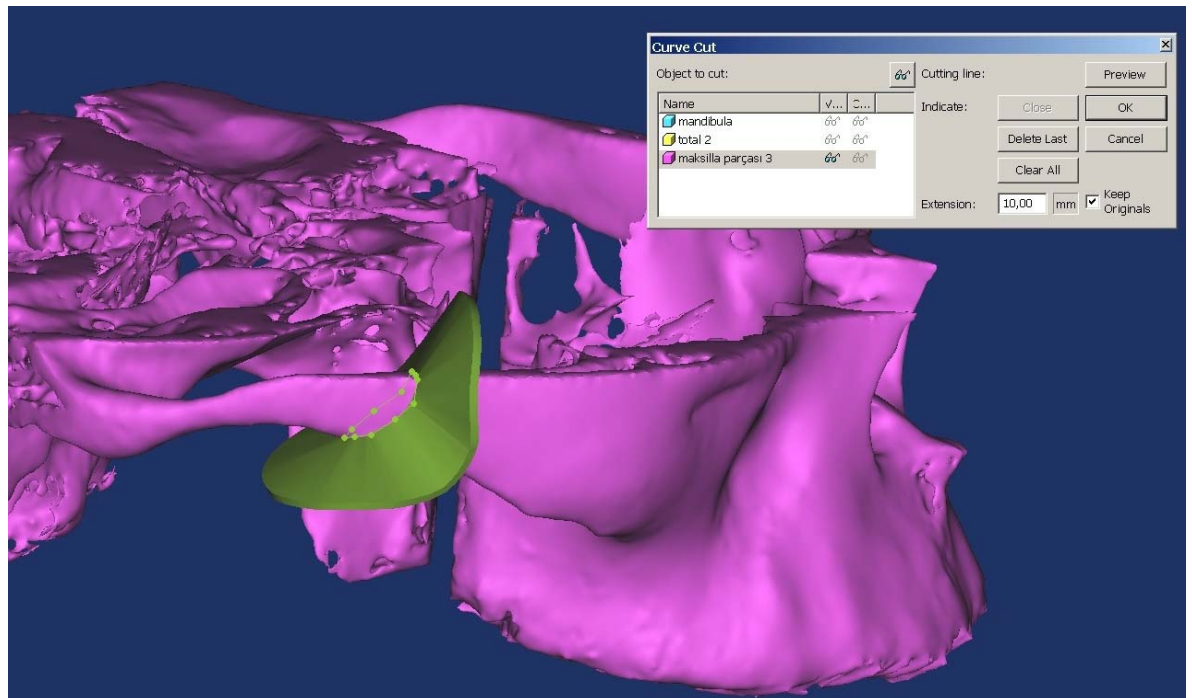 Curve Cut
Object to cut:
Cutting line:
Preview
Name V... C...
Indicate:
Close
OK
mandibula
total 2
Delete Last
Cancel
maksilla parçası 3
Clear All
Extension:
10,00 mm
Keep Originals